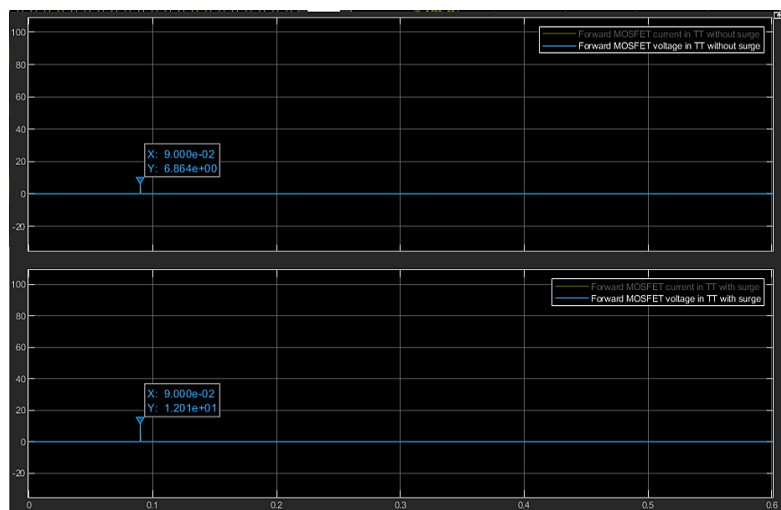 Forward MOSFET current in TT without surge
Forward MOSFET voltage in TT without surge
100
80
60
40
20
0
-20
X: 9.000e-02
Y: 6.864e+00
Forward MOSFET current in TT with surge
Forward MOSFET voltage in TT with surge
100
80
60
40
20
0
-20
X: 9.000e-02
Y: 1.201e+01
0 0.1 0.2 0.3 0.4 0.5 0.6